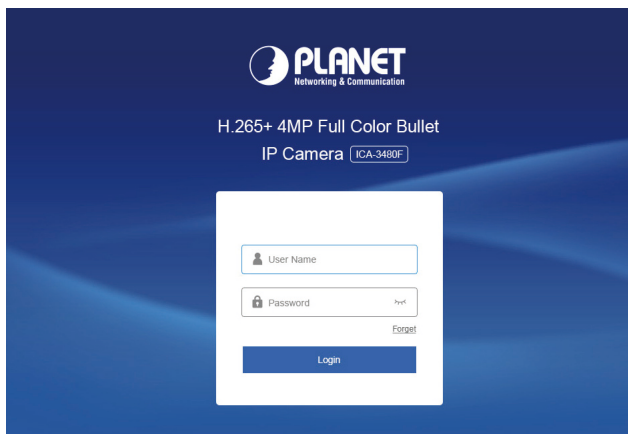 PLANET
Networking & Communication
H.265+ 4MP Full Color Bullet
IP Camera ICA-3480F
User Name
Password
Forget
Login